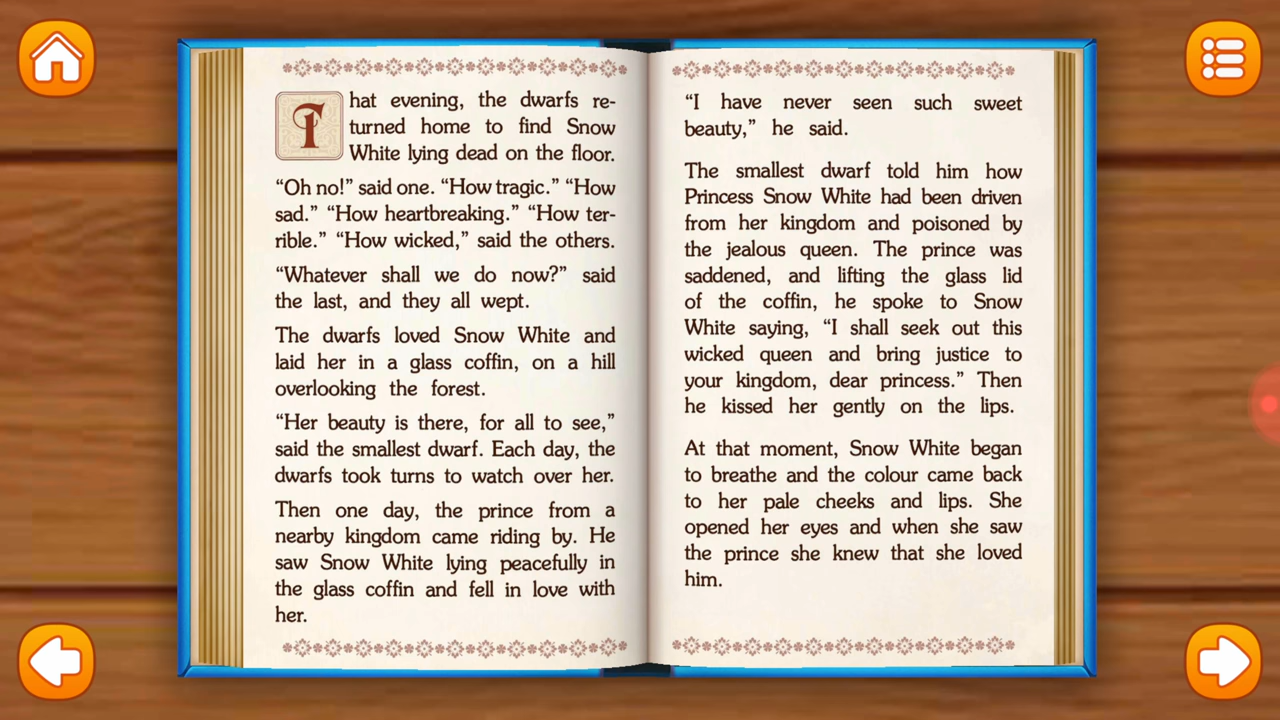 That evening, the dwarfs re-
turned home to find Snow
White lying dead on the floor.
“Oh no!” said one. “How tragic.” “How
sad.” “How heartbreaking.” “How ter-
rible.” “How wicked,” said the others.
“Whatever shall we do now?” said
the last, and they all wept.
The dwarfs loved Snow White and
laid her in a glass coffin, on a hill
overlooking the forest.
“Her beauty is there, for all to see,”
said the smallest dwarf. Each day, the
dwarfs took turns to watch over her.
Then one day, the prince from a
nearby kingdom came riding by. He
saw Snow White lying peacefully in
the glass coffin and fell in love with
her.
“I have never seen such sweet
beauty,” he said.
The smallest dwarf told him how
Princess Snow White had been driven
from her kingdom and poisoned by
the jealous queen. The prince was
saddened, and lifting the glass lid
of the coffin, he spoke to Snow
White saying, “I shall seek out this
wicked queen and bring justice to
your kingdom, dear princess.” Then
he kissed her gently on the lips.
At that moment, Snow White began
to breathe and the colour came back
to her pale cheeks and lips. She
opened her eyes and when she saw
the prince she knew that she loved
him.